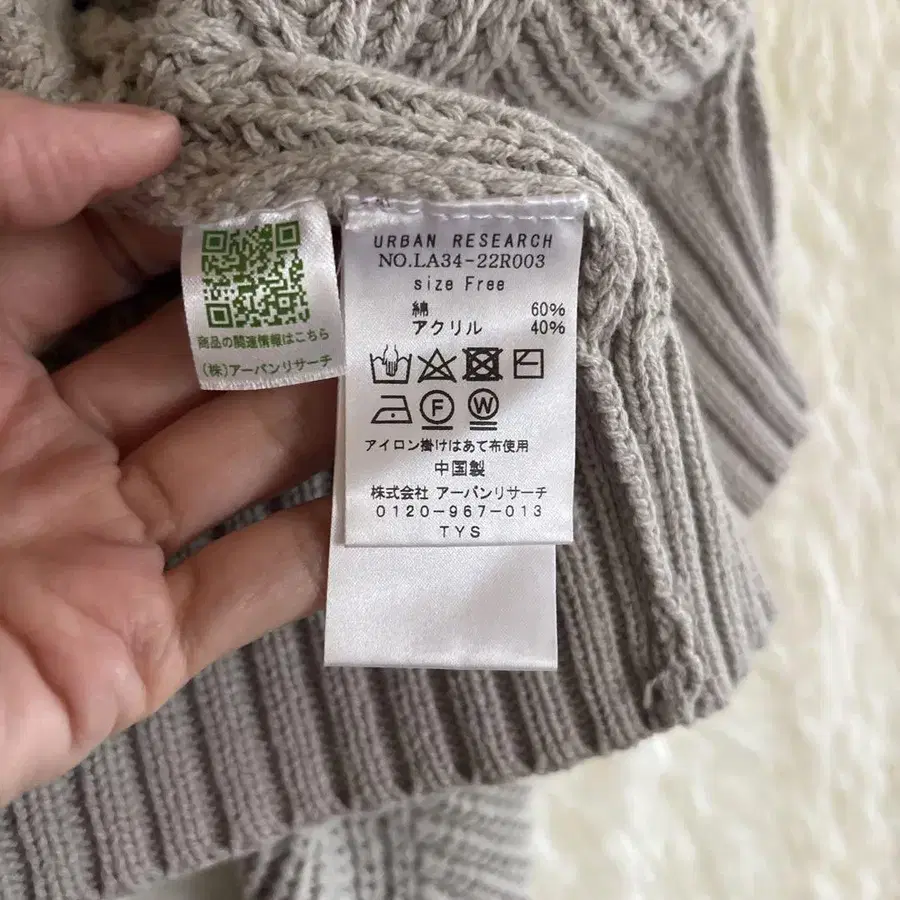 商品の関連情報はこちら
(株)アーバンリサーチ
URBAN RESEARCH
NO.LA34-22R003
size Free
綿 60%
アクリル 40%
F W
アイロン掛けはあて布使用
中国製
株式会社 アーバンリサーチ
0120-967-013
TYS